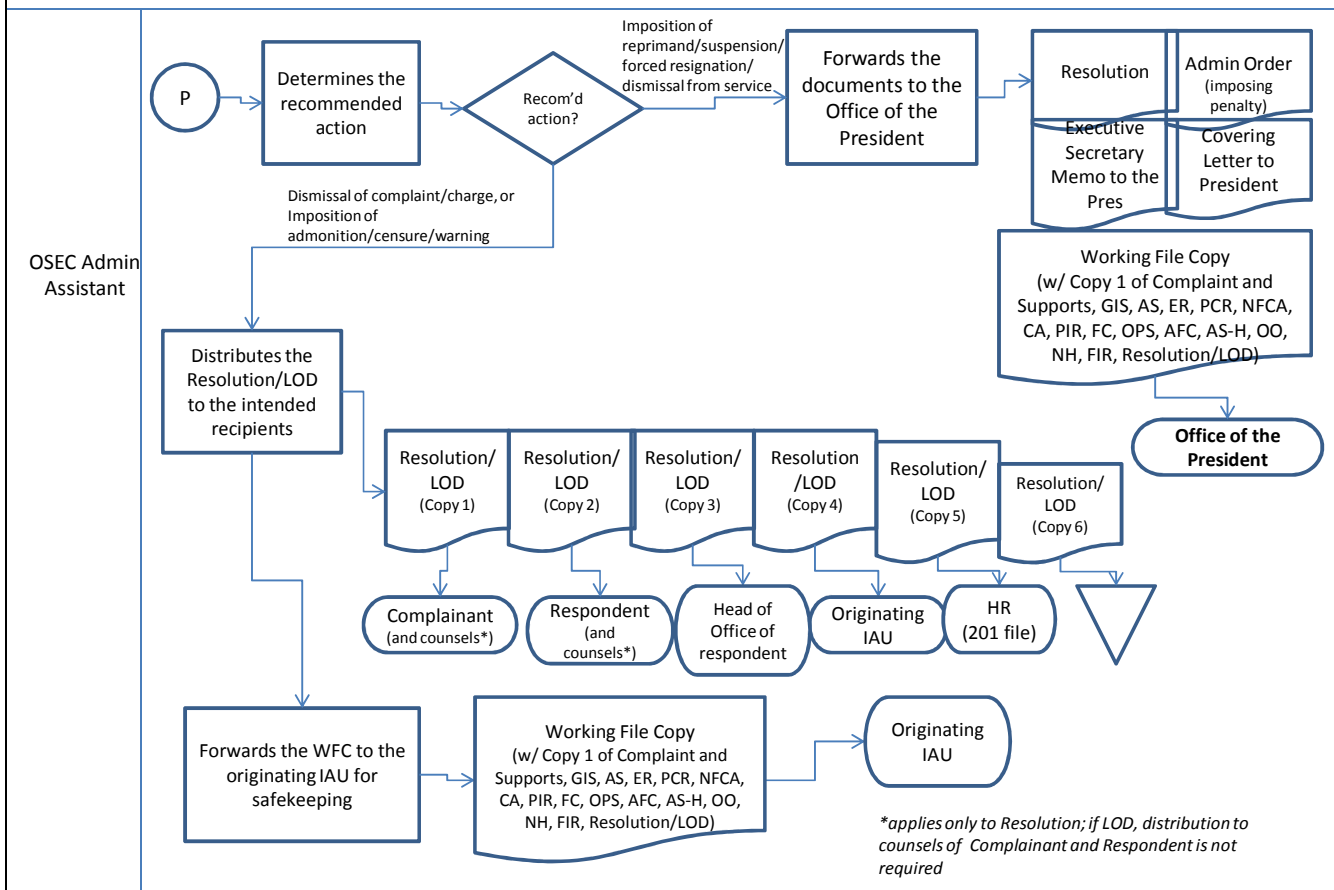 OSEC Admin
Assistant
P
Determines the
recommended
action
Recom’d
action?
Imposition of
reprimand/suspension/
forced resignation/
dismissal from service
Forwards the
documents to the
Office of the
President
Resolution
Admin Order
(imposing
penalty)
Executive
Secretary
Memo to the
Pres
Covering
Letter to
President
Working File Copy
(w/ Copy 1 of Complaint and
Supports, GIS, AS, ER, PCR, NFCA,
CA, PIR, FC, OPS, AFC, AS-H, OO,
NH, FIR, Resolution/LOD)
Office of the
President
Dismissal of complaint/charge, or
Imposition of
admonition/censure/warning
Distributes the
Resolution/LOD
to the intended
recipients
Resolution/
LOD
(Copy 1)
Resolution/
LOD
(Copy 2)
Resolution/
LOD
(Copy 3)
Resolution
/LOD
(Copy 4)
Resolution/
LOD
(Copy 5)
Resolution/
LOD
(Copy 6)
Complainant
(and counsels*)
Respondent
(and
counsels*)
Head of
Office of
respondent
Originating
IAU
HR
(201 file)
Forwards the WFC to the
originating IAU for
safekeeping
Working File Copy
(w/ Copy 1 of Complaint and
Supports, GIS, AS, ER, PCR, NFCA,
CA, PIR, FC, OPS, AFC, AS-H, OO,
NH, FIR, Resolution/LOD)
Originating
IAU
*applies only to Resolution; if LOD, distribution to
counsels of Complainant and Respondent is not
required